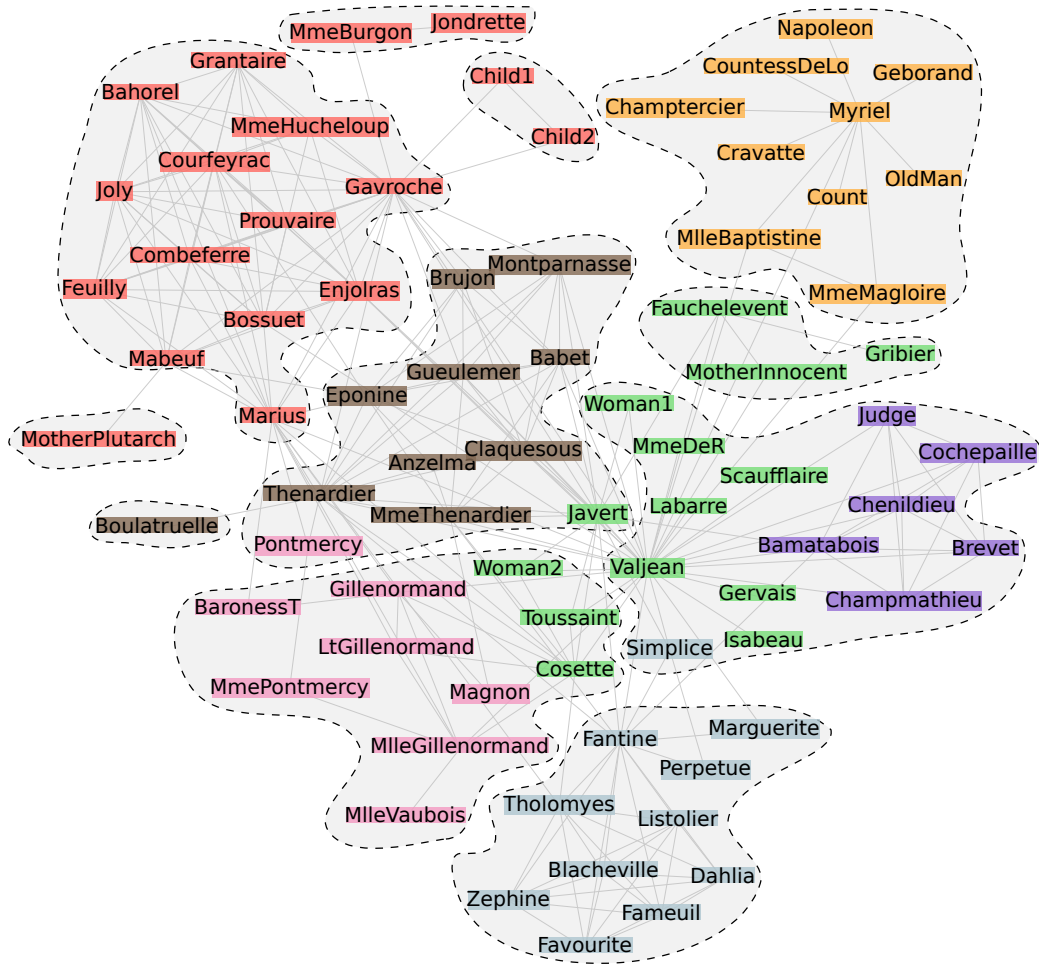 Jondrette
MmeBurgon
Napoleon
Grantaire
CountessDeLo
Geborand
Child1
Bahorel
Champtercier
Myriel
MmeHucheloup
Child2
Courfeyrac
Cravatte
OldMan
Joly
Gavroche
Count
Prouvaire
MlleBaptistine
Combeferre
Montparnasse
Brujon
Feuilly
Enjolras
MmeMagloire
Fauchelevent
Bossuet
Mabeuf
Babet
Gribier
Gueulemer
MotherInnocent
Eponine
Woman1
Marius
Judge
MotherPlutarch
MmeDeR
Claquesous
Cochepaille
Anzelma
Scaufflaire
Thenardier
Labarre
Chenildieu
MmeThenardier
Javert
Boulatruelle
Pontmercy
Bamatabois
Brevet
Woman2
Valjean
Gillenormand
Gervais
BaronessT
Champmathieu
Toussaint
Isabeau
LtGillenormand
Simplice
Cosette
MmePontmercy
Magnon
Marguerite
Fantine
MlleGillenormand
Perpetue
Tholomyes
MlleVaubois
Listolier
Blacheville
Dahlia
Zephine
Fameuil
Favourite